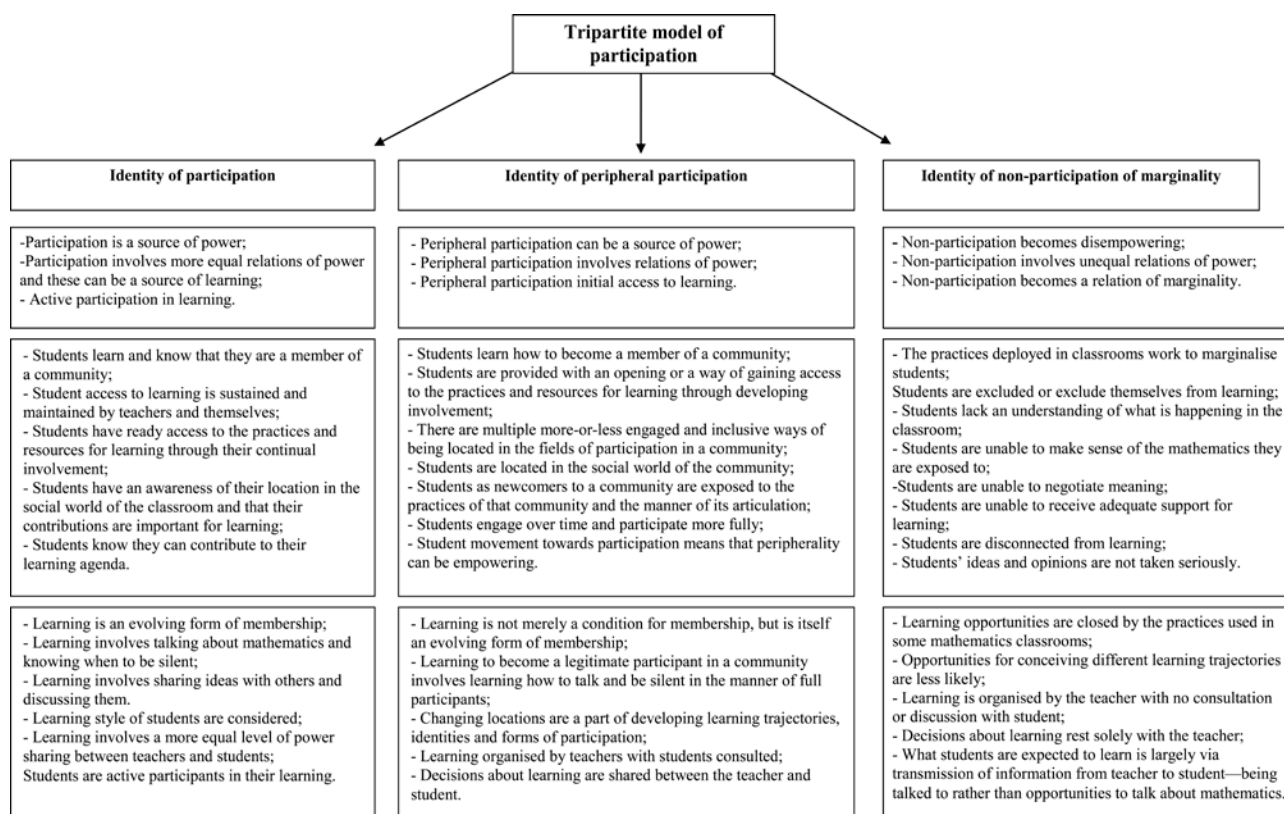 Tripartite model of
participation
Identity of participation
Identity of peripheral participation
Identity of non-participation of marginality
-Participation is a source of power;
-Participation involves more equal relations of power
and these can be a source of learning;
- Active participation in learning.
- Peripheral participation can be a source of power;
- Peripheral participation involves relations of power;
- Peripheral participation initial access to learning.
- Non-participation becomes disempowering;
- Non-participation involves unequal relations of power;
- Non-participation becomes a relation of marginality.
- Students learn and know that they are a member of
a community;
- Student access to learning is sustained and
maintained by teachers and themselves;
- Students have ready access to the practices and
resources for learning through their continual
involvement;
- Students have an awareness of their location in the
social world of the classroom and that their
contributions are important for learning;
- Students know they can contribute to their
learning agenda.
- Students learn how to become a member of a community;
- Students are provided with an opening or a way of gaining
access to the practices and resources for learning through developing
involvement;
- There are multiple more-or-less engaged and inclusive ways of
being located in the fields of participation in a community;
- Students are located in the social world of the community;
- Students as newcomers to a community are exposed to the
practices of that community and the manner of its articulation;
- Students engage over time and participate more fully;
- Student movement towards participation means that peripherality
can be empowering.
- The practices deployed in classrooms work to marginalise
students;
Students are excluded or exclude themselves from learning;
- Students lack an understanding of what is happening in the
classroom;
- Students are unable to make sense of the mathematics they
are exposed to;
-Students are unable to negotiate meaning;
- Students are unable to receive adequate support for
learning;
- Students are disconnected from learning;
- Students' ideas and opinions are not taken seriously.
- Learning is an evolving form of membership;
- Learning involves talking about mathematics and
knowing when to be silent;
- Learning involves sharing ideas with others and
discussing them.
- Learning style of students are considered;
- Learning involves a more equal level of power
sharing between teachers and students;
Students are active participants in their learning.
- Learning is not merely a condition for membership, but is itself
an evolving form of membership;
- Learning to become a legitimate participant in a community
involves learning how to talk and be silent in the manner of full
participants;
- Changing locations are a part of developing learning trajectories,
identities and forms of participation;
- Learning organised by teachers with students consulted;
- Decisions about learning are shared between the teacher and
student.
- Learning opportunities are closed by the practices used in
some mathematics classrooms;
- Opportunities for conceiving different learning trajectories
are less likely;
- Learning is organised by the teacher with no consultation
or discussion with student;
- Decisions about learning rest solely with the teacher;
- What students are expected to learn is largely via
transmission of information from teacher to student—being
talked to rather than opportunities to talk about mathematics.